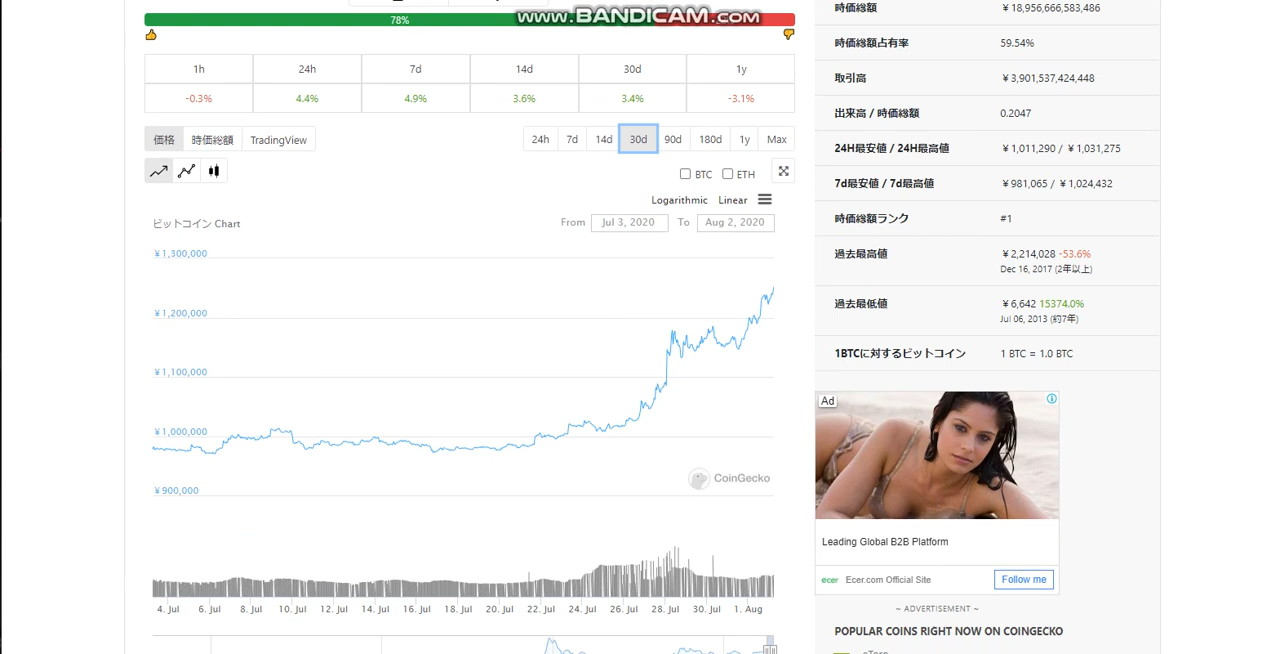 www.BANDICAM.com
78%
1h 24h 7d 14d 30d 1y
-0.3% 4.4% 4.9% 3.6% 3.4% -3.1%
価格 時価総額 TradingView
24h 7d 14d 30d 90d 180d 1y Max
BTC ETH
Logarithmic Linear
ビットコイン Chart
From Jul 3, 2020 To Aug 2, 2020
¥1,300,000
¥1,200,000
¥1,100,000
¥1,000,000
¥900,000
CoinGecko
4. Jul 6. Jul 8. Jul 10. Jul 12. Jul 14. Jul 16. Jul 18. Jul 20. Jul 22. Jul 24. Jul 26. Jul 28. Jul 30. Jul 1. Aug
時価総額 ¥18,956,666,583,486
時価総額占有率 59.54%
取引高 ¥3,901,537,424,448
出来高 / 時価総額 0.2047
24H最安値 / 24H最高値 ¥1,011,290 / ¥1,031,275
7d最安値 / 7d最高値 ¥981,065 / ¥1,024,432
時価総額ランク #1
過去最高値 ¥2,214,028 -53.6%
Dec 16, 2017 (2年以上)
過去最低値 ¥6,642 15374.0%
Jul 06, 2013 (約7年)
1BTCに対するビットコイン 1 BTC = 1.0 BTC
Ad
Leading Global B2B Platform
ecer Ecer.com Official Site Follow me
~ ADVERTISEMENT ~
POPULAR COINS RIGHT NOW ON COINGECKO